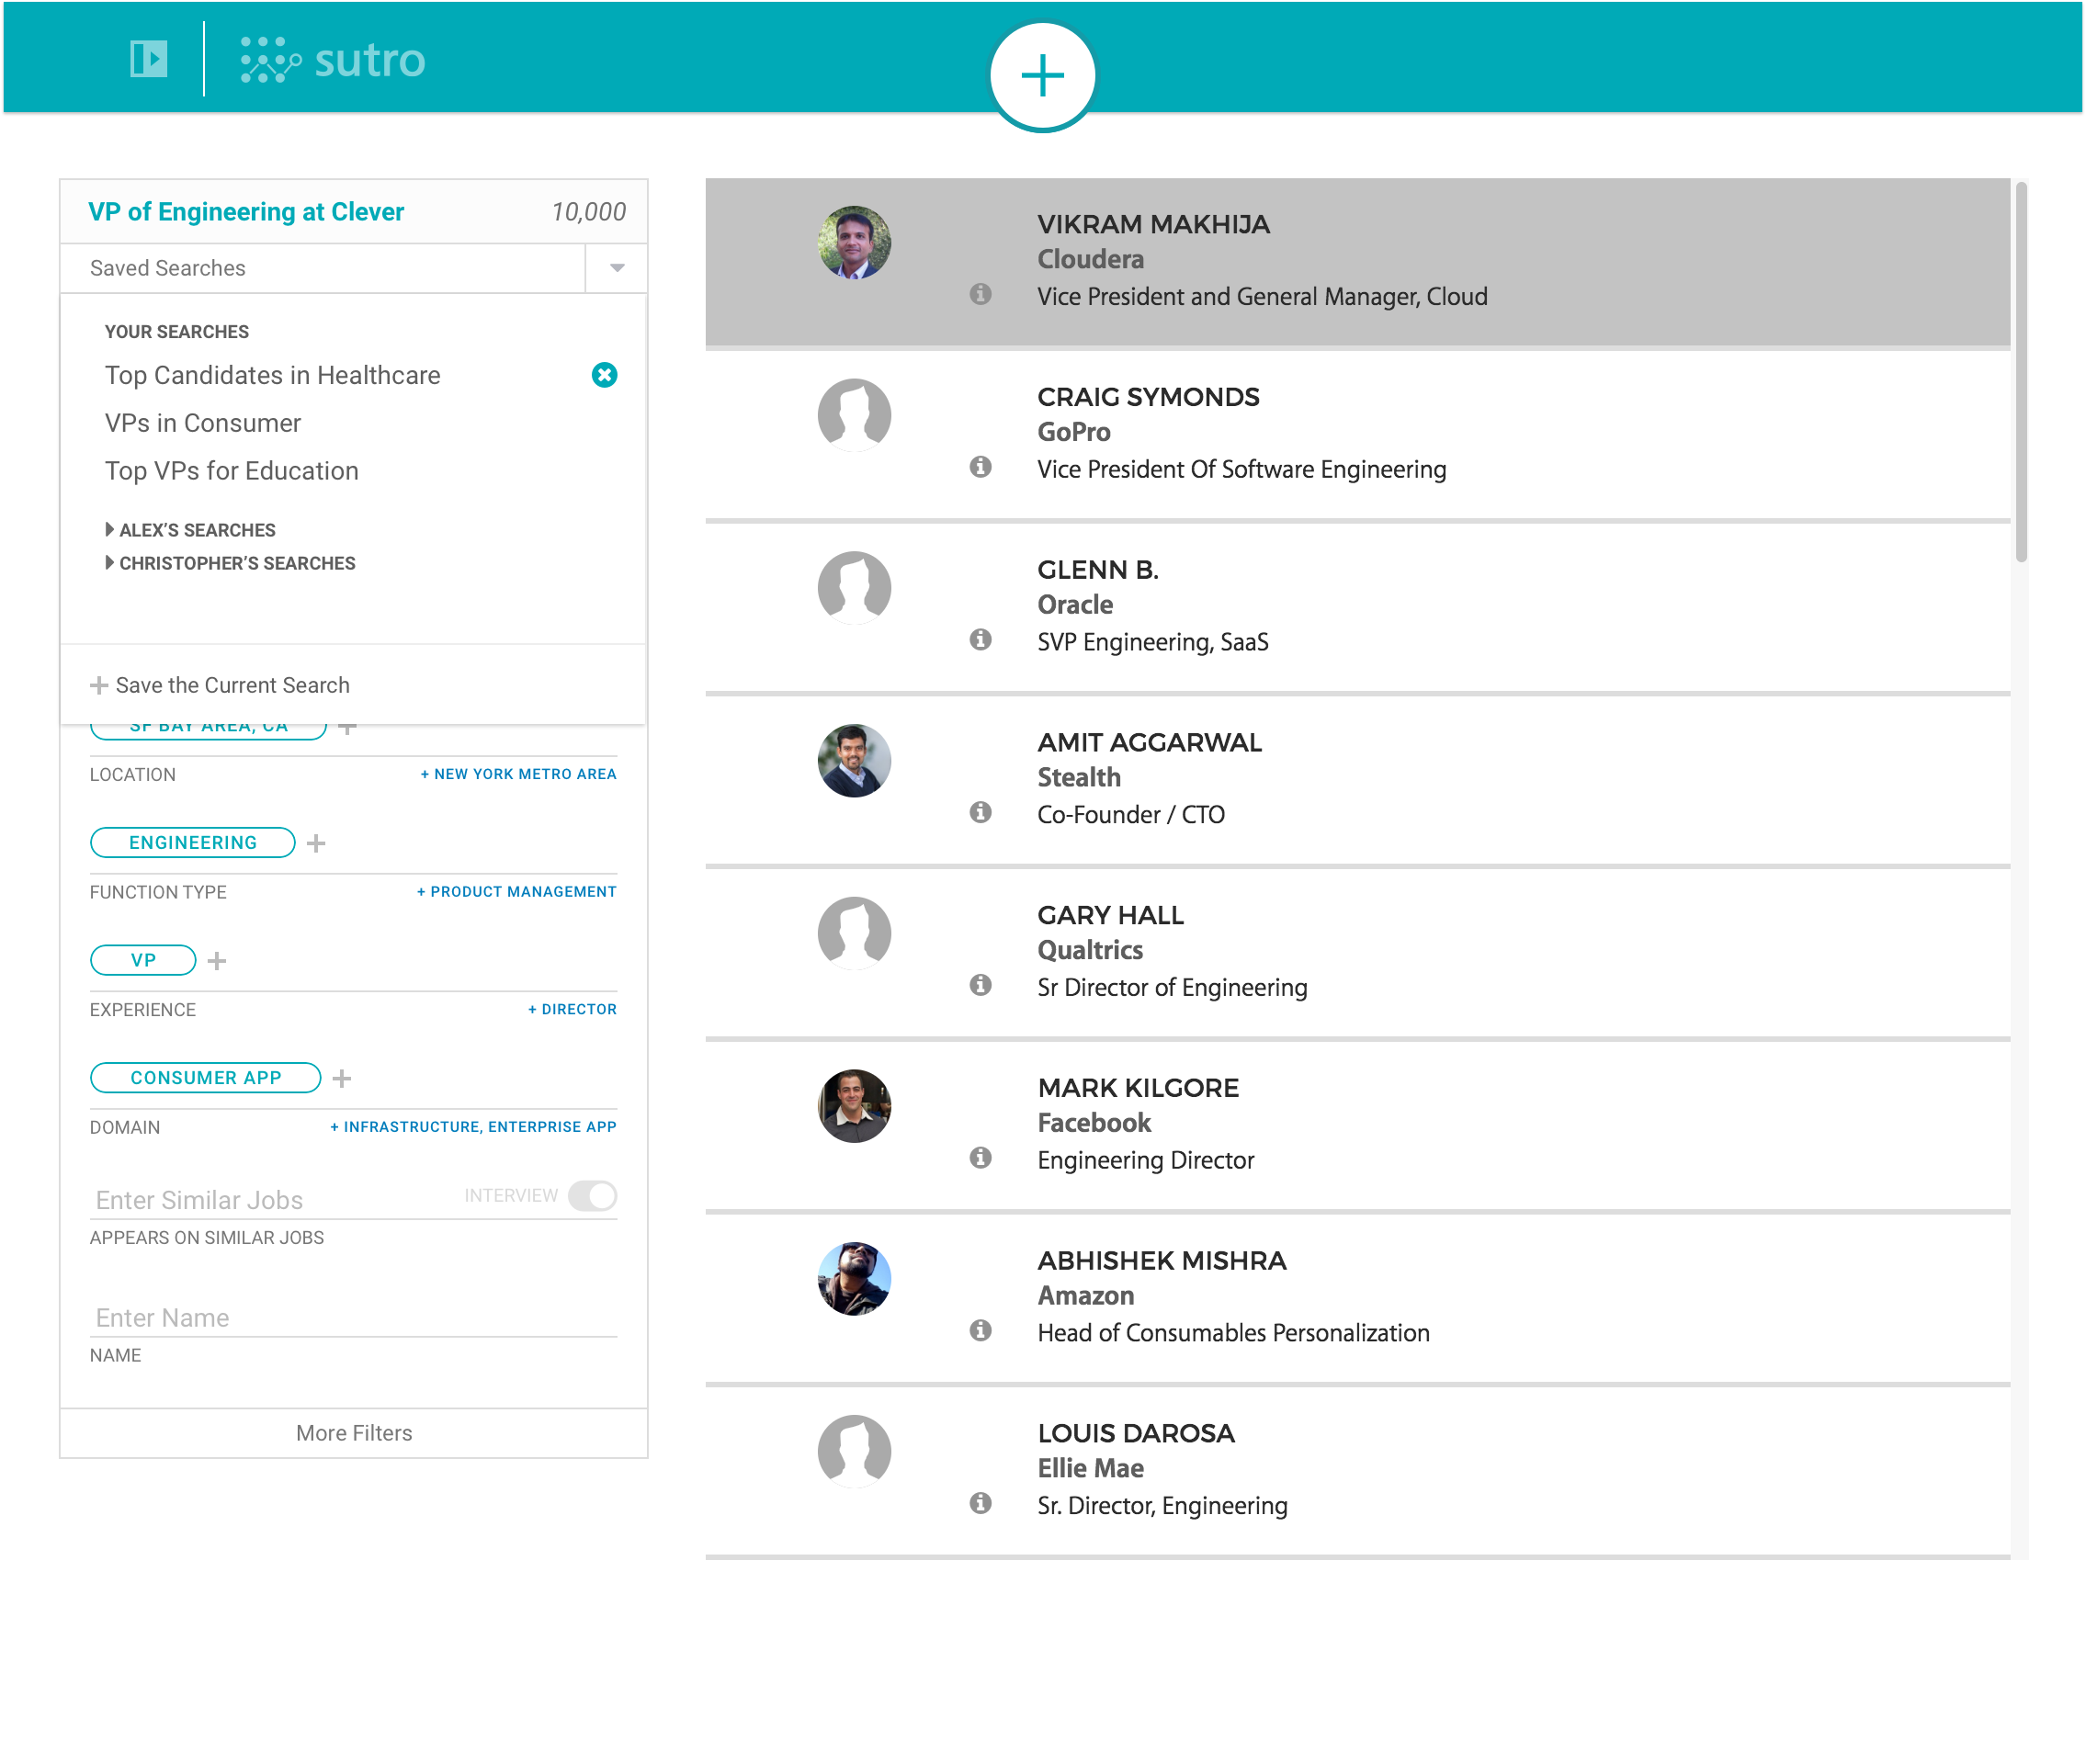 sutro
VP of Engineering at Clever 10,000
Saved Searches
YOUR SEARCHES
Top Candidates in Healthcare
VPs in Consumer
Top VPs for Education
ALEX'S SEARCHES
CHRISTOPHER'S SEARCHES
+ Save the Current Search
SF BAY AREA, CA +
LOCATION + NEW YORK METRO AREA
ENGINEERING +
FUNCTION TYPE + PRODUCT MANAGEMENT
VP +
EXPERIENCE + DIRECTOR
CONSUMER APP +
DOMAIN + INFRASTRUCTURE, ENTERPRISE APP
Enter Similar Jobs INTERVIEW
APPEARS ON SIMILAR JOBS
Enter Name
NAME
More Filters
VIKRAM MAKHIJA
Cloudera
Vice President and General Manager, Cloud
CRAIG SYMONDS
GoPro
Vice President Of Software Engineering
GLENN B.
Oracle
SVP Engineering, SaaS
AMIT AGGARWAL
Stealth
Co-Founder / CTO
GARY HALL
Qualtrics
Sr Director of Engineering
MARK KILGORE
Facebook
Engineering Director
ABHISHEK MISHRA
Amazon
Head of Consumables Personalization
LOUIS DAROSA
Ellie Mae
Sr. Director, Engineering